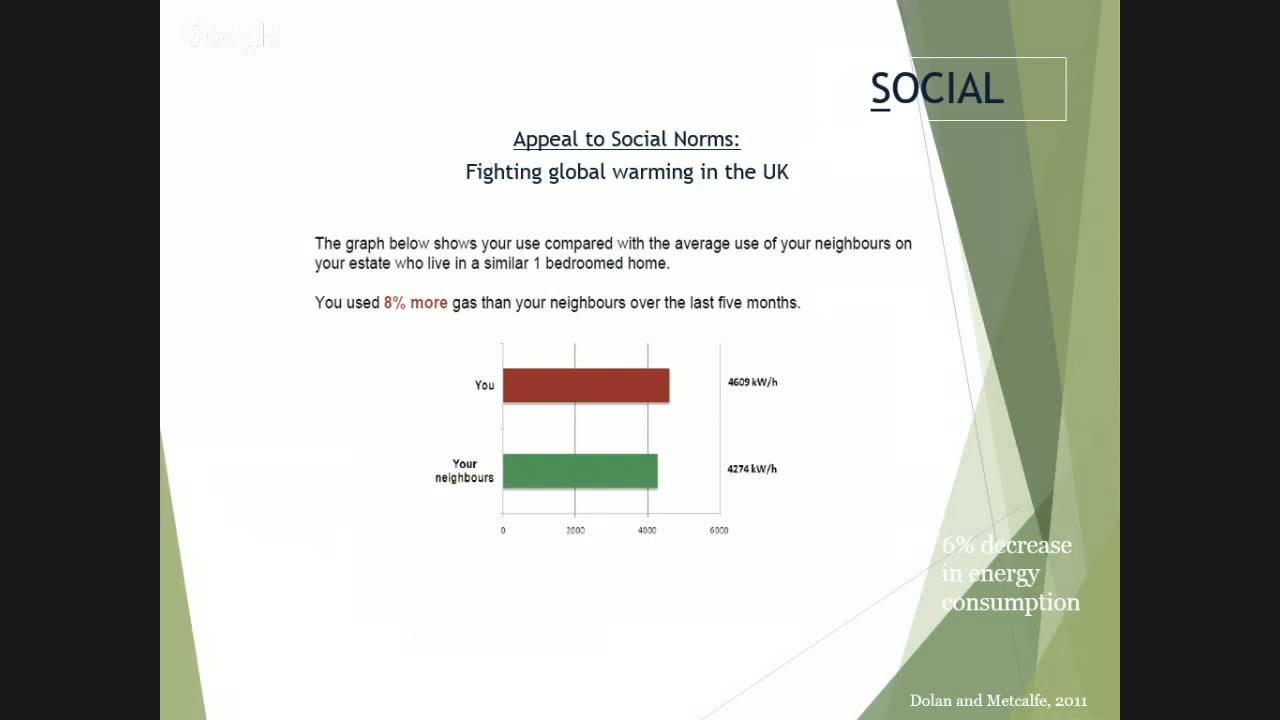 Google
SOCIAL
Appeal to Social Norms:
Fighting global warming in the UK
The graph below shows your use compared with the average use of your neighbours on
your estate who live in a similar 1 bedroomed home.
You used 8% more gas than your neighbours over the last five months.
You
4609 kW/h
Your
neighbours
4274 kW/h
0 2000 4000 6000
6% decrease
in energy
consumption
Dolan and Metcalfe, 2011